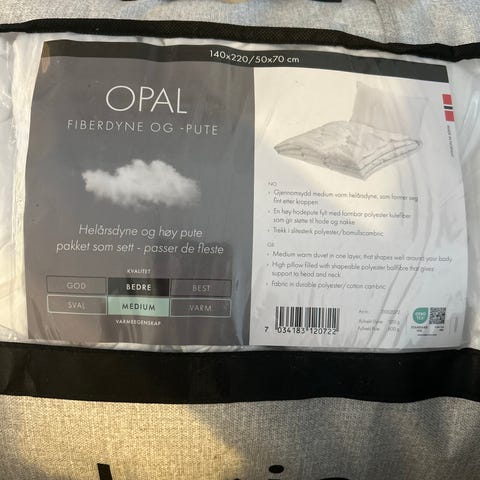 140x220/50x70 cm
OPAL
FIBERDYNE OG -PUTE
Helårsdyne og høy pute
pakket som sett - passer de fleste
KVALITET
GOD BEDRE BEST
SVAL MEDIUM VARM
VARMEEGENSKAP
NO
› Gjennomsydd medium varm helårsdyne, som former seg
fint etter kroppen
› En høy hodepute fylt med formbar polyester kulefiber
som gir støtte til hode og nakke
› Trekk i slitesterk polyester/bomullscambric
GB
› Medium warm duvet in one layer, that shapes well around your body
› High pillow filled with shapeable polyester ballfibre that gives
support to head and neck
› Fabric in durable polyester/cotton cambric
7 034183 120722
OEKO
TEX
STANDARD